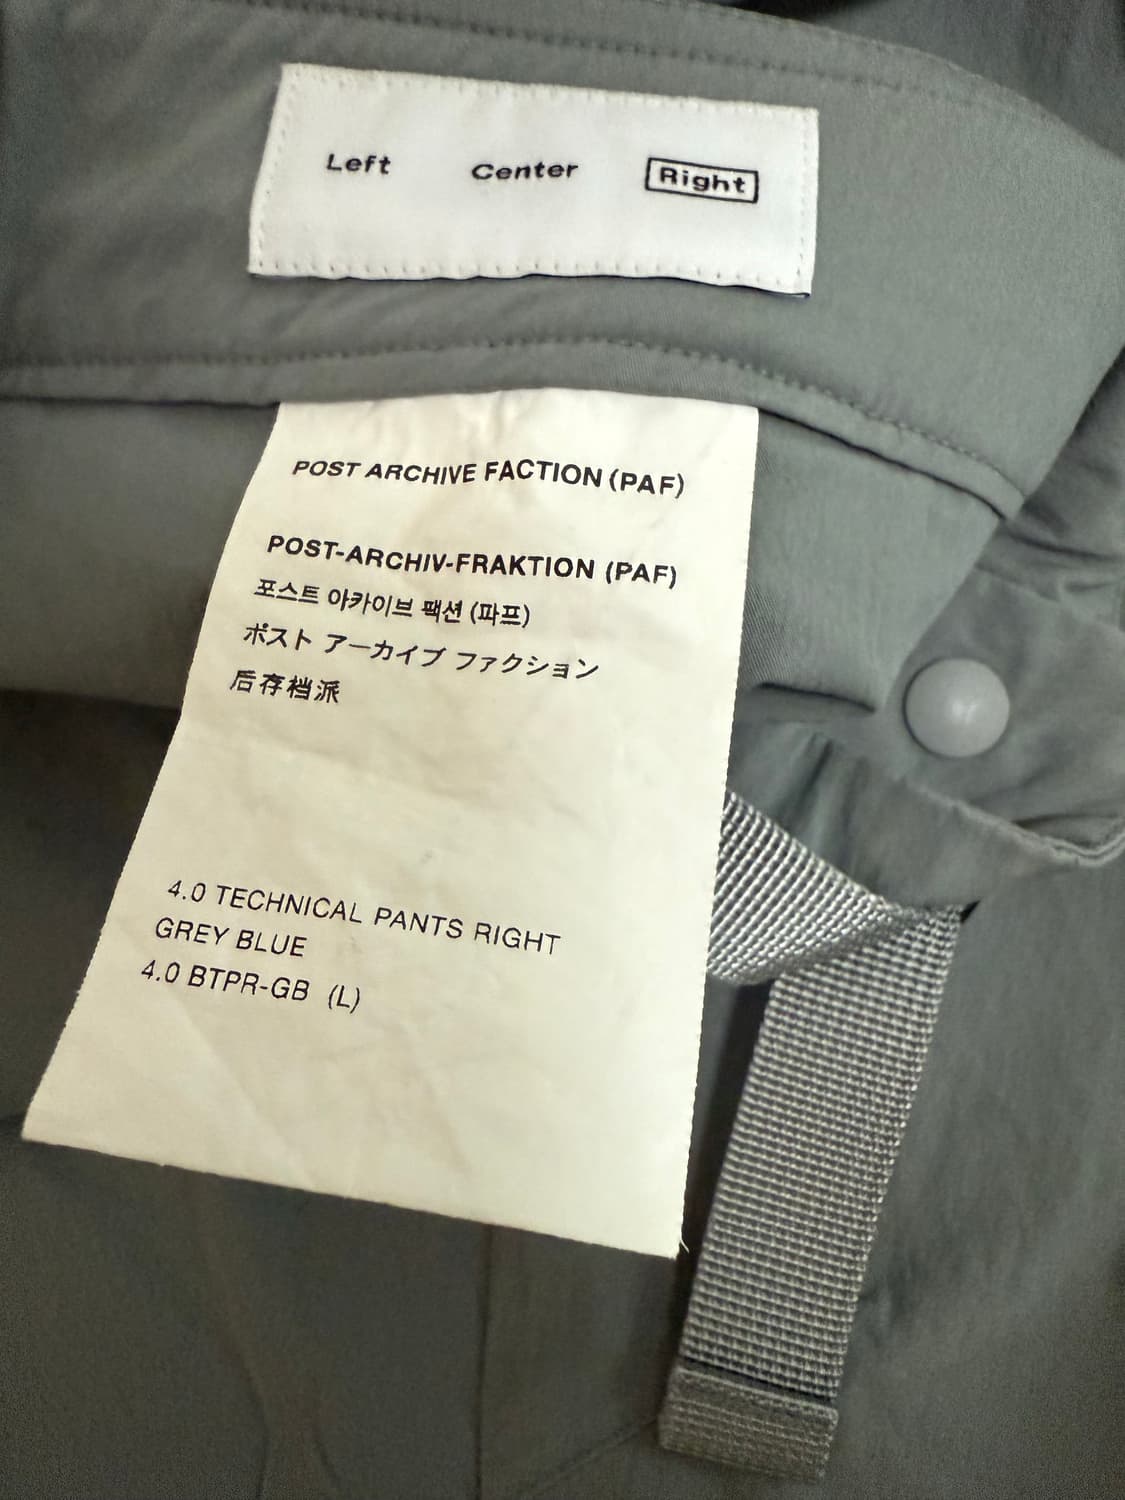 Left Center Right
POST ARCHIVE FACTION (PAF)
POST-ARCHIV-FRAKTION (PAF)
포스트 아카이브 팩션 (파프)
ポスト アーカイブ ファクション
后存档派
4.0 TECHNICAL PANTS RIGHT
GREY BLUE
4.0 BTPR-GB (L)